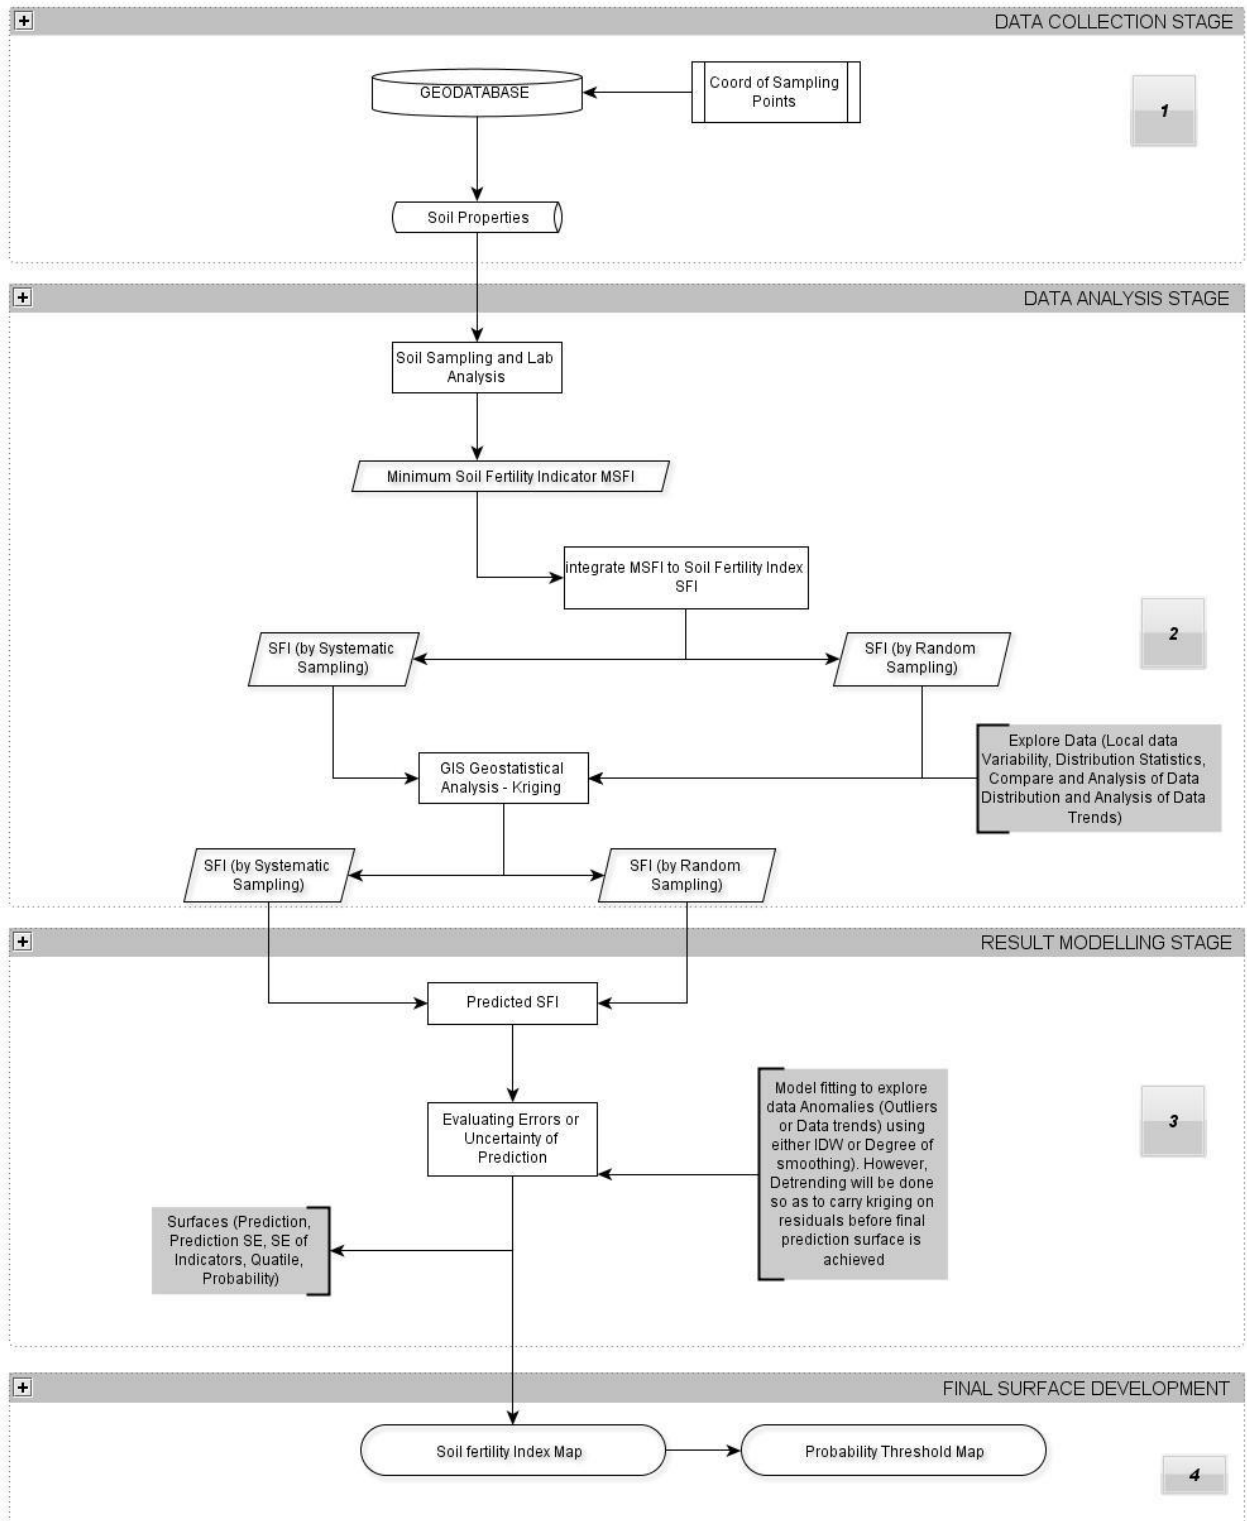 DATA COLLECTION STAGE
GEODATABASE
Coord of Sampling
Points
1
Soil Properties
DATA ANALYSIS STAGE
Soil Sampling and Lab
Analysis
Minimum Soil Fertility Indicator MSFI
integrate MSFI to Soil Fertility Index
SFI
2
SFI (by Systematic
Sampling)
SFI (by Random
Sampling)
Explore Data (Local data
Variability, Distribution Statistics,
Compare and Analysis of Data
Distribution and Analysis of Data
Trends)
GIS Geostatistical
Analysis - Kriging
SFI (by Systematic
Sampling)
SFI (by Random
Sampling)
RESULT MODELLING STAGE
Predicted SFI
Evaluating Errors or
Uncertainty of
Prediction
Model fitting to explore
data Anomalies (Outliers
or Data trends) using
either IDW or Degree of
smoothing). However,
Detrending will be done
so as to carry kriging on
residuals before final
prediction surface is
achieved
3
Surfaces (Prediction,
Prediction SE, SE of
Indicators, Quatile,
Probability)
FINAL SURFACE DEVELOPMENT
Soil fertility Index Map
Probability Threshold Map
4